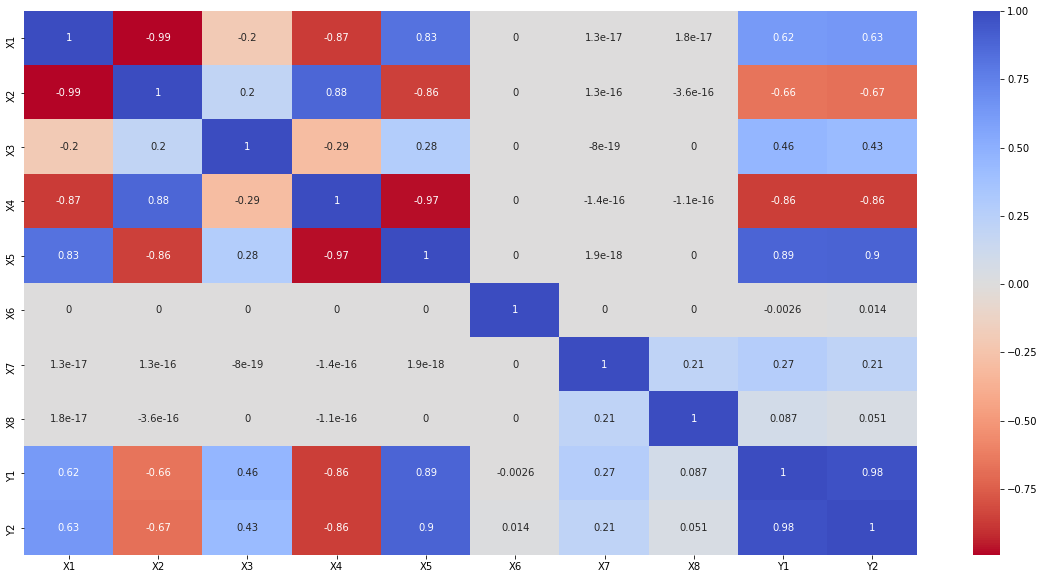 X1 1 -0.99 -0.2 -0.87 0.83 0 1.3e-17 1.8e-17 0.62 0.63
X2 -0.99 1 0.2 0.88 -0.86 0 1.3e-16 -3.6e-16 -0.66 -0.67
X3 -0.2 0.2 1 -0.29 0.28 0 -8e-19 0 0.46 0.43
X4 -0.87 0.88 -0.29 1 -0.97 0 -1.4e-16 -1.1e-16 -0.86 -0.86
X5 0.83 -0.86 0.28 -0.97 1 0 1.9e-18 0 0.89 0.9
X6 0 0 0 0 0 1 0 0 -0.0026 0.014
X7 1.3e-17 1.3e-16 -8e-19 -1.4e-16 1.9e-18 0 1 0.21 0.27 0.21
X8 1.8e-17 -3.6e-16 0 -1.1e-16 0 0 0.21 1 0.087 0.051
Y1 0.62 -0.66 0.46 -0.86 0.89 -0.0026 0.27 0.087 1 0.98
Y2 0.63 -0.67 0.43 -0.86 0.9 0.014 0.21 0.051 0.98 1
X1 X2 X3 X4 X5 X6 X7 X8 Y1 Y2
1.00
0.75
0.50
0.25
0.00
-0.25
-0.50
-0.75